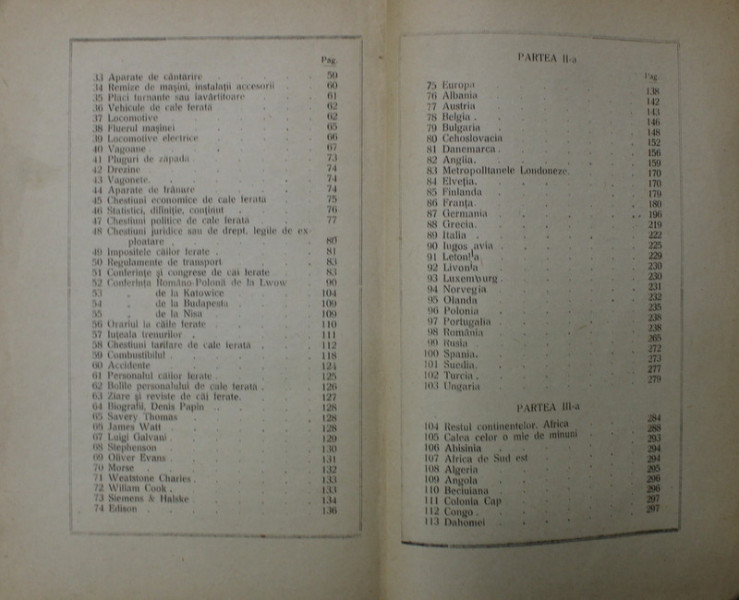 Pag.
33 Aparate de cântărire 59
34 Remize de mașini, instalații accesorii 60
35 Placi turnante sau învârtitoare 61
36 Vehicule de cale ferată 62
37 Locomotive 62
38 Fluerul mașinei 65
39 Locomotive electrice 66
40 Vagoane 67
41 Pluguri de zăpadă 73
42 Drezine 74
43 Vagonete 74
44 Aparate de frânare 74
45 Chestiuni economice de cale ferată 75
46 Statistici, difiniție, conținut 76
47 Chestiuni politice de cale ferată 77
48 Chestiuni juridice sau de drept, legile de ex-
ploatare 80
49 Impozitele căilor ferate 81
50 Regulamente de transport 83
51 Conferințe și congrese de căi ferate 83
52 Conferința Româno-Polonă de la Lwow 90
53 „ de la Katowice 104
54 „ de la Budapesta 109
55 „ de la Nisa 109
56 Orariul la căile ferate 110
57 Iuțeala trenurilor 111
58 Chestiuni tarifare de cale ferată 112
59 Combustibilul 118
60 Accidente 124
61 Personalul căilor ferate 125
62 Bolile personalului de cale ferată 126
63 Ziare și reviste de căi ferate 127
64 Biografii, Denis Papin 128
65 Savery Thomas 128
66 James Watt 128
67 Luigi Galvani 129
68 Stephenson 130
69 Oliver Evans 131
70 Morse 132
71 Weatstone Charles 133
72 Wiliam Cook 133
73 Siemens & Halske 134
74 Edison 136
PARTEA II-a
Pag.
75 Europa 138
76 Albania 142
77 Austria 143
78 Belgia 146
79 Bulgaria 148
80 Cehoslovacia 152
81 Danemarca 156
82 Anglia 159
83 Metropolitanele Londoneze 170
84 Elveția 170
85 Finlanda 179
86 Franța 180
87 Germania 196
88 Grecia 219
89 Italia 222
90 Iugoslavia 225
91 Letonia 229
92 Livonia 230
93 Luxemburg 230
94 Norvegia 231
95 Olanda 232
96 Polonia 235
97 Portugalia 238
98 România 238
99 Rusia 265
100 Spania 272
101 Suedia 273
102 Turcia 277
103 Ungaria 279
PARTEA III-a
104 Restul continentelor. Africa 284
105 Calea celor o mie de minuni 288
106 Abisinia 293
107 Africa de Sud est 294
108 Algeria 294
109 Angola 295
110 Beciuiana 296
111 Colonia Cap 296
112 Congo 297
113 Dahomei 297